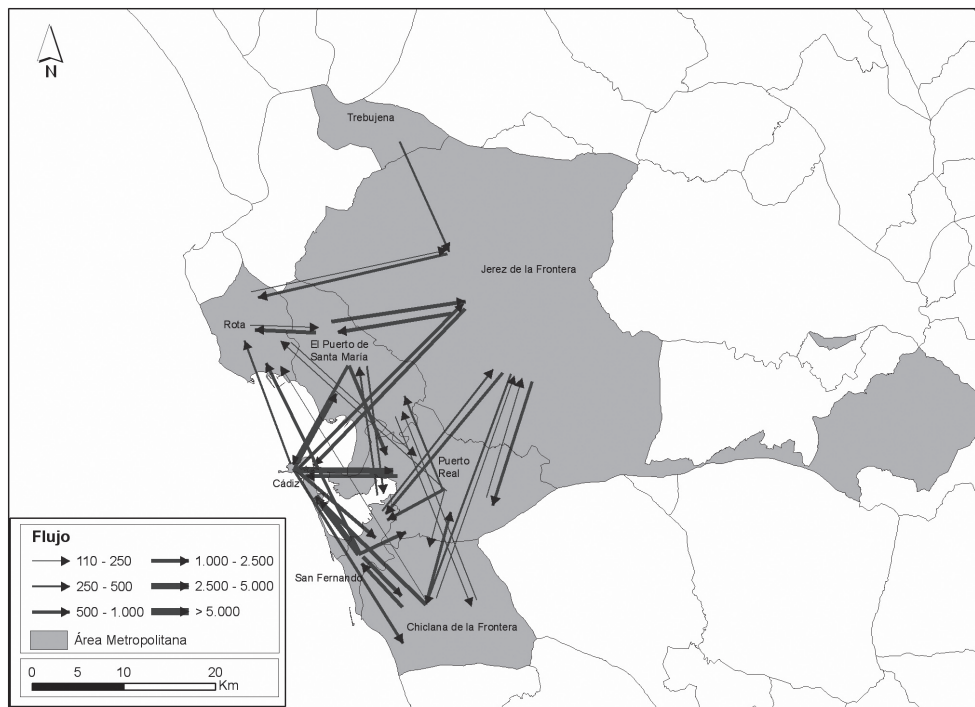 N
Trebujena
Jerez de la Frontera
Rota
El Puerto de
Santa Maria
Puerto
Real
Cádiz
San Fernando
Chiclana de la Frontera
Flujo
110 - 250
250 - 500
500 - 1.000
1.000 - 2.500
2.500 - 5.000
> 5.000
Área Metropolitana
0 5 10 20
Km